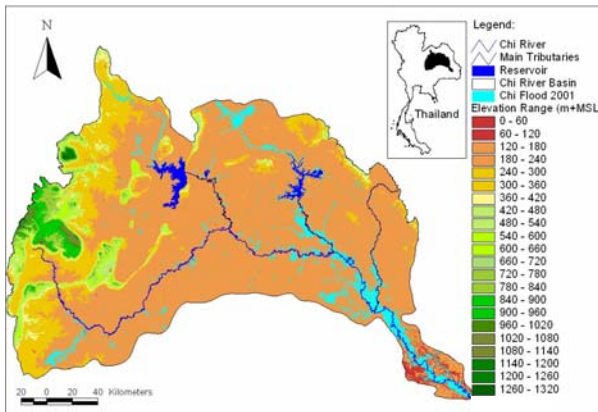 N
Legend:
Chi River
Main Tributaries
Reservoir
Chi River Basin
Chi Flood 2001
Elevation Range (m+MSL
0 - 60
60 - 120
120 - 180
180 - 240
240 - 300
300 - 360
360 - 420
420 - 480
480 - 540
540 - 600
600 - 660
660 - 720
720 - 780
780 - 840
840 - 900
900 - 960
960 - 1020
1020 - 1080
1080 - 1140
1140 - 1200
1200 - 1260
1260 - 1320
Thailand
20 0 20 40 Kilometers